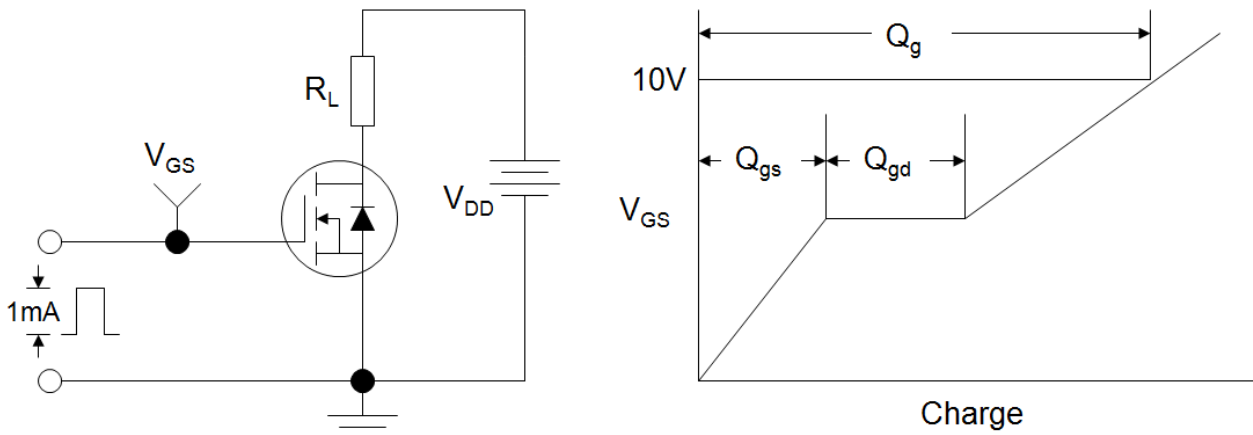 R_L
V_GS
V_DD
1mA
Q_g
10V
Q_gs
Q_gd
V_GS
Charge